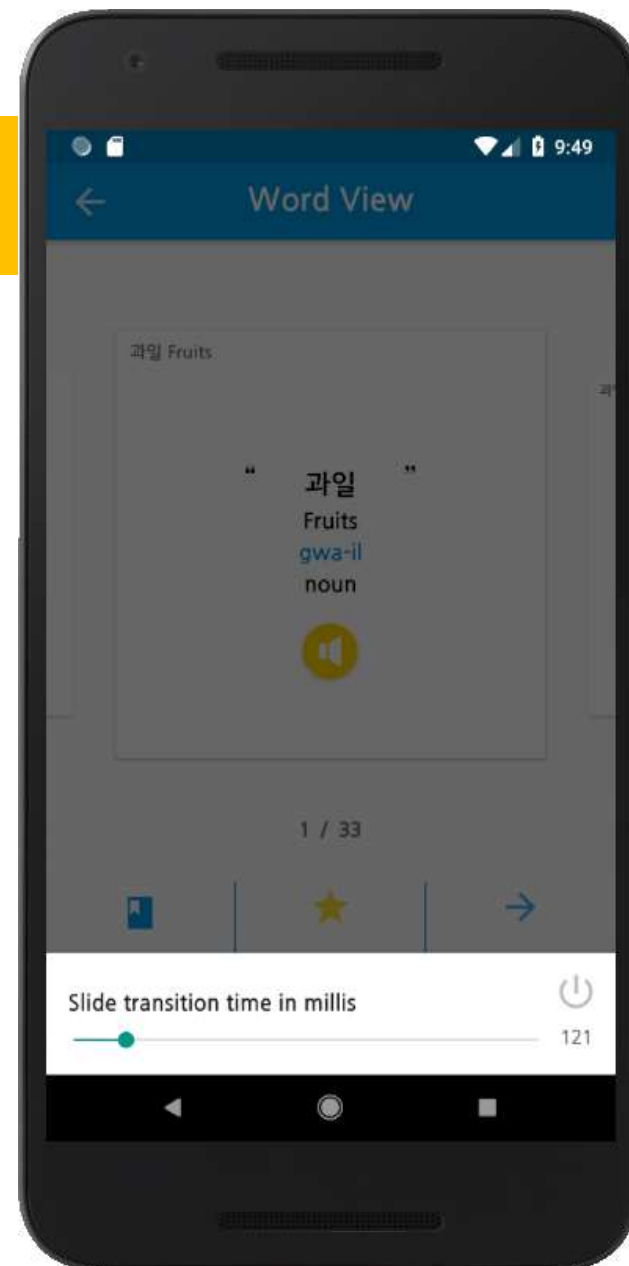 9:49
Word View
과일 Fruits
“ 과일 ”
Fruits
gwa-il
noun
1 / 33
Slide transition time in millis
121